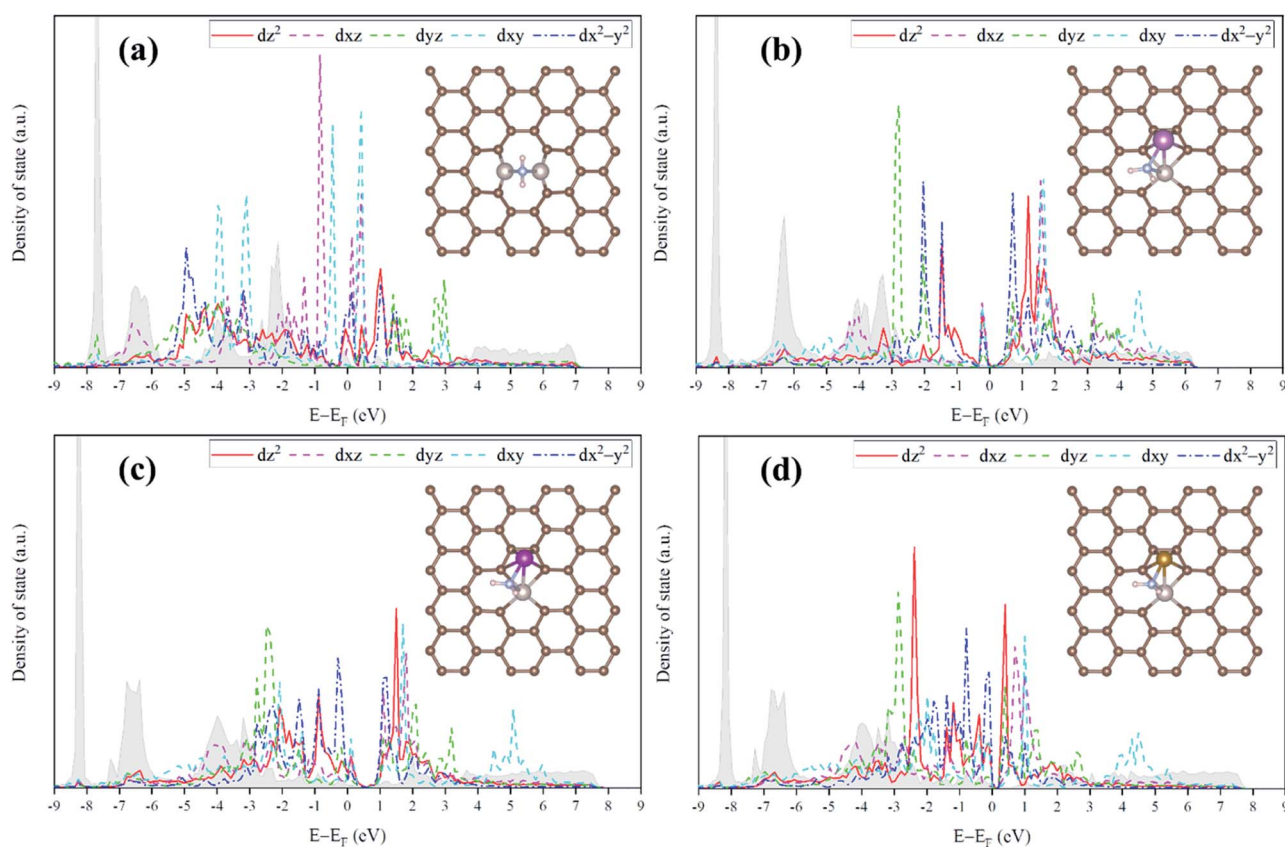 (a)
dz² dxz dyz dxy dx²−y²
Density of state (a.u.)
-9 -8 -7 -6 -5 -4 -3 -2 -1 0 1 2 3 4 5 6 7 8 9
E−E_F (eV)
(b)
dz² dxz dyz dxy dx²−y²
Density of state (a.u.)
-9 -8 -7 -6 -5 -4 -3 -2 -1 0 1 2 3 4 5 6 7 8 9
E−E_F (eV)
(c)
dz² dxz dyz dxy dx²−y²
Density of state (a.u.)
-9 -8 -7 -6 -5 -4 -3 -2 -1 0 1 2 3 4 5 6 7 8 9
E−E_F (eV)
(d)
dz² dxz dyz dxy dx²−y²
Density of state (a.u.)
-9 -8 -7 -6 -5 -4 -3 -2 -1 0 1 2 3 4 5 6 7 8 9
E−E_F (eV)